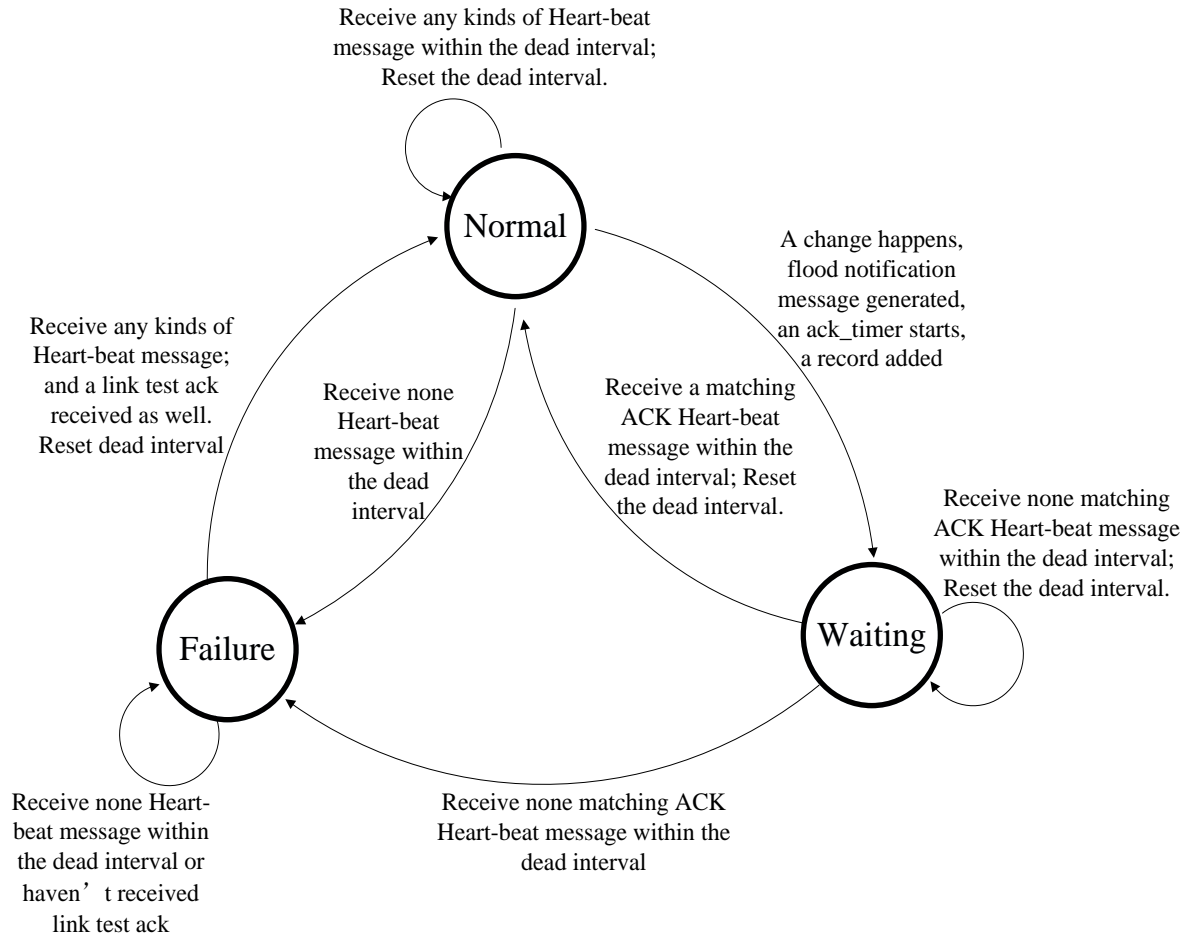 Receive any kinds of Heart-beat
message within the dead interval;
Reset the dead interval.
Normal
A change happens,
flood notification
message generated,
an ack_timer starts,
a record added
Receive any kinds of
Heart-beat message;
and a link test ack
received as well.
Reset dead interval
Receive none
Heart-beat
message within
the dead
interval
Receive a matching
ACK Heart-beat
message within the
dead interval; Reset
the dead interval.
Receive none matching
ACK Heart-beat message
within the dead interval;
Reset the dead interval.
Failure
Waiting
Receive none Heart-
beat message within
the dead interval or
haven’t received
link test ack
Receive none matching ACK
Heart-beat message within the
dead interval